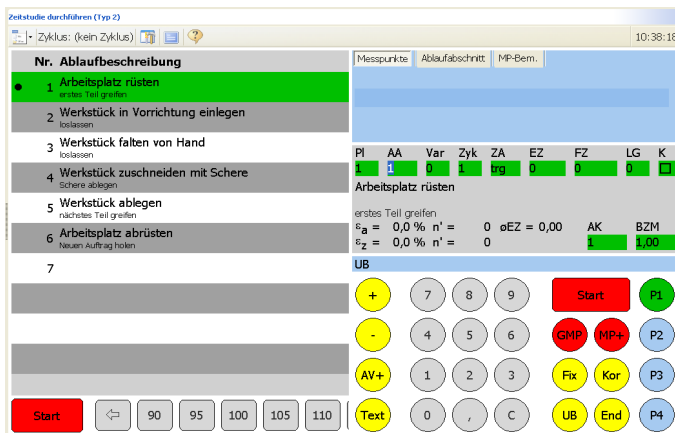 Zeitstudie durchführen (Typ 2)
Zyklus: (kein Zyklus)
10:38:18
Nr. Ablaufbeschreibung
1 Arbeitsplatz rüsten
erstes Teil greifen
2 Werkstück in Vorrichtung einlegen
loslassen
3 Werkstück falten von Hand
loslassen
4 Werkstück zuschneiden mit Schere
Schere ablegen
5 Werkstück ablegen
nächstes Teil greifen
6 Arbeitsplatz abrüsten
Neuen Auftrag holen
7
Start 90 95 100 105 110
Messpunkte Ablaufabschnitt MP-Bem.
Pl AA Var Zyk ZA EZ FZ LG K
1 1 0 1 trg 0 0 0
Arbeitsplatz rüsten
erstes Teil greifen
εa = 0,0 % n' = 0 øEZ = 0,00 AK BZM
εz = 0,0 % n' = 0 1 1,00
UB
+ 7 8 9 Start P1
- 4 5 6 GMP MP+ P2
AV+ 1 2 3 Fix Kor P3
Text 0 , C UB End P4